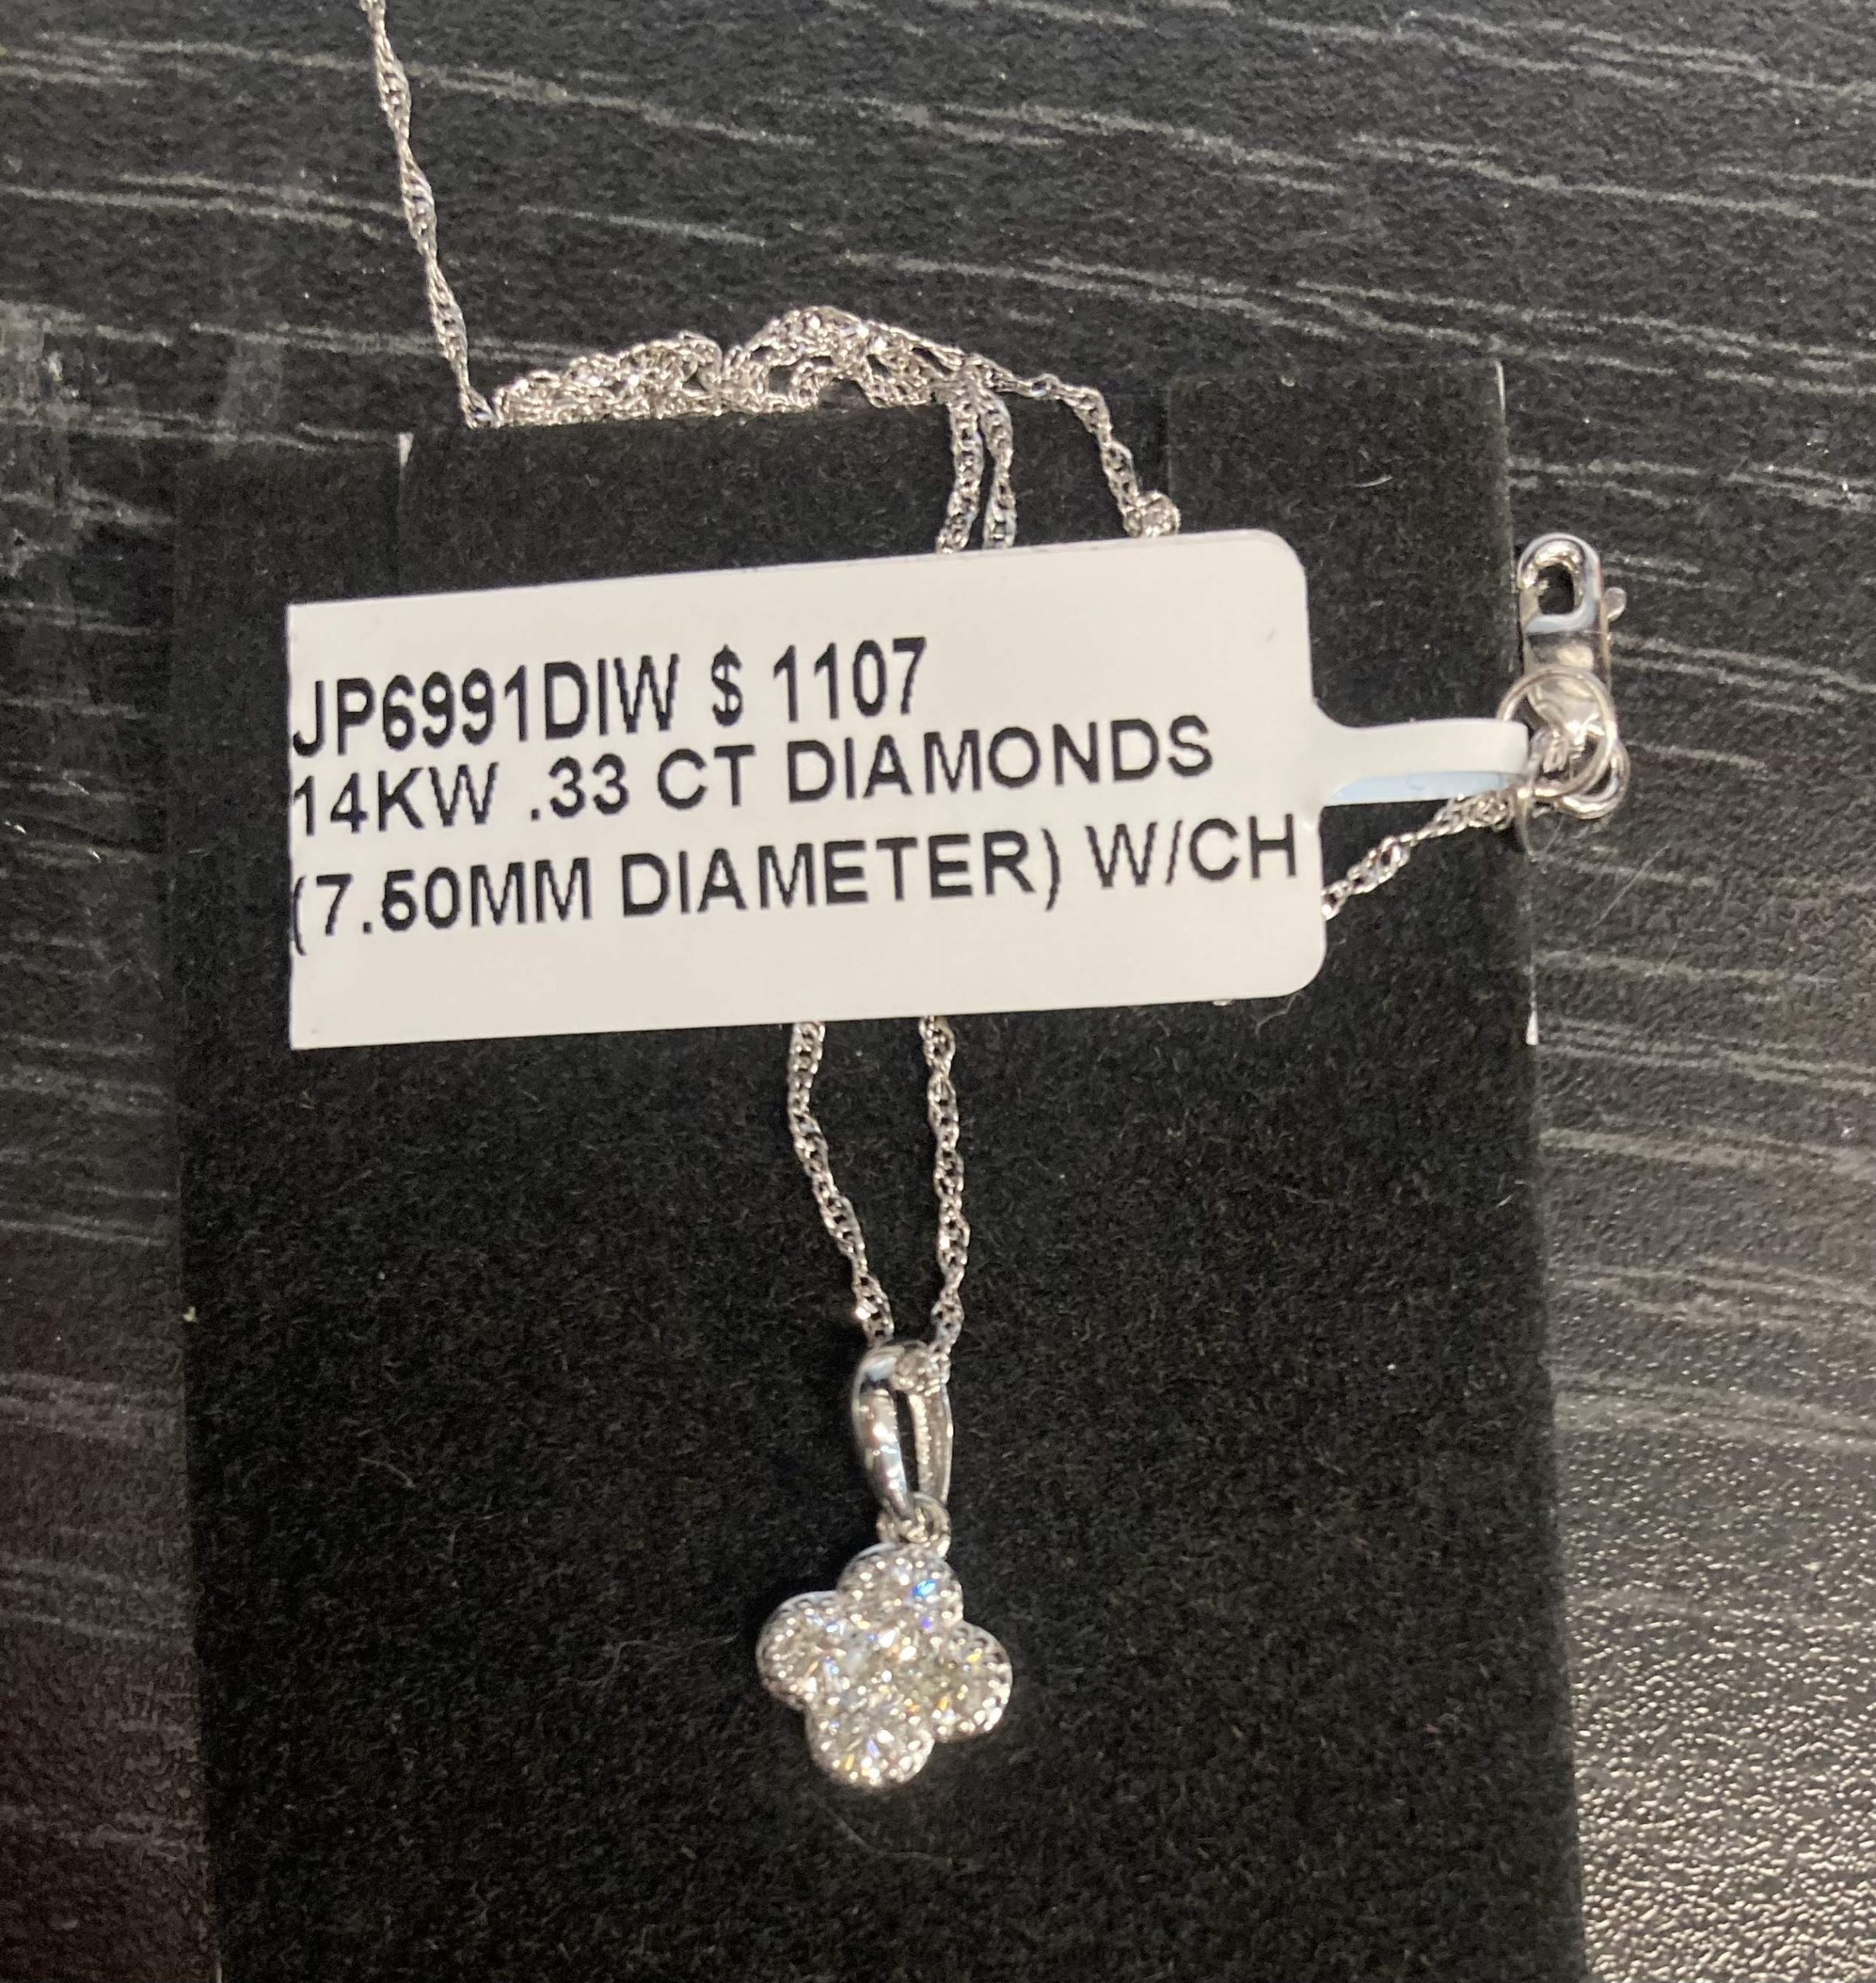 JP6991DIW $ 1107
14KW .33 CT DIAMONDS
(7.50MM DIAMETER) W/CH